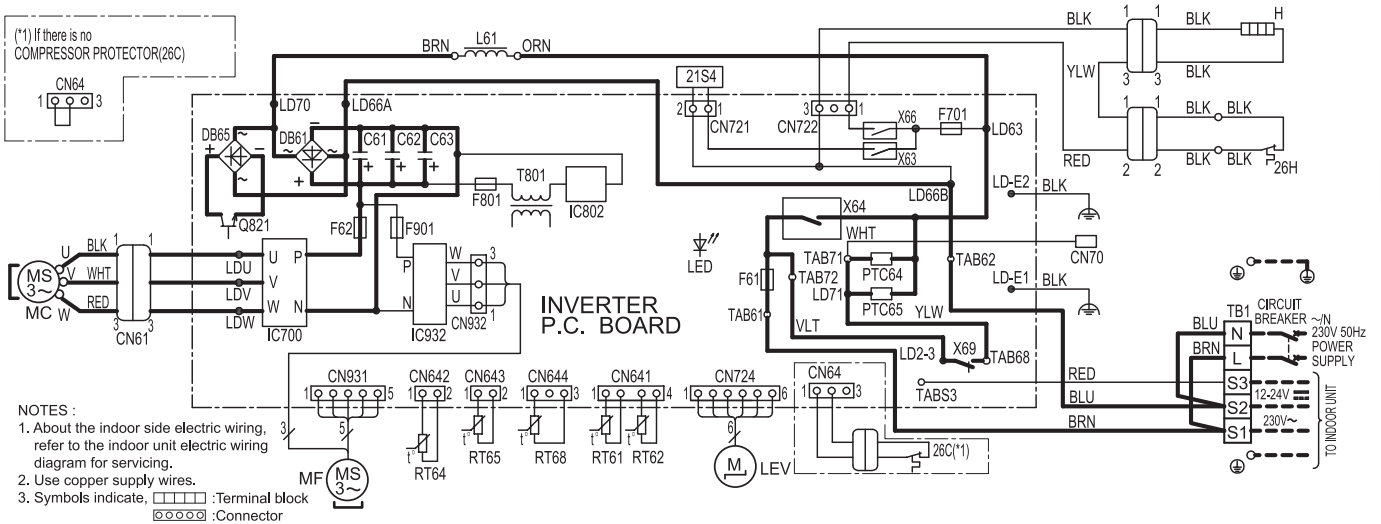 (*1) If there is no
COMPRESSOR PROTECTOR(26C)
CN64
1 3
BRN L61 ORN
BLK 1 1 BLK H
YLW 3 3 BLK
1 1 BLK BLK
RED 2 2 BLK BLK 26H
21S4
2 1
CN721
3 1
CN722
X66
F701
X63
LD63
LD70 LD66A
DB65 ~ DB61 − C61 C62 C63
+ − ~ ~ + + +
~ +
Q821
F801
T801
IC802
F62 F901
LD66B
LD-E2 BLK
X64
WHT
CN70
LED
F61
TAB71
TAB72
LD71
PTC64
PTC65
TAB62
LD-E1 BLK
TAB61
VLT
YLW
LD2-3 X69 TAB68
TABS3
MS
3~
MC
U BLK 1 1 LDU U P
V WHT LDV V
W RED 3 3 LDW W N
CN61
IC700
P W 3
V
N U 1
IC932 CN932
INVERTER
P.C. BOARD
TB1
CIRCUIT
BREAKER ~/N
230V 50Hz
POWER
SUPPLY
BLU N
BRN L
RED S3
12-24V
BLU S2
230V~
BRN S1
TO INDOOR UNIT
CN931
1 5
CN642
1 2
CN643
1 2
CN644
1 3
CN641
1 4
CN724
1 6
CN64
1 3
3 5
t° RT64
t° RT65
t° RT68
t° RT61
t° RT62
6
M LEV
26C(*1)
MF MS
3~
NOTES :
1. About the indoor side electric wiring,
refer to the indoor unit electric wiring
diagram for servicing.
2. Use copper supply wires.
3. Symbols indicate, :Terminal block
:Connector